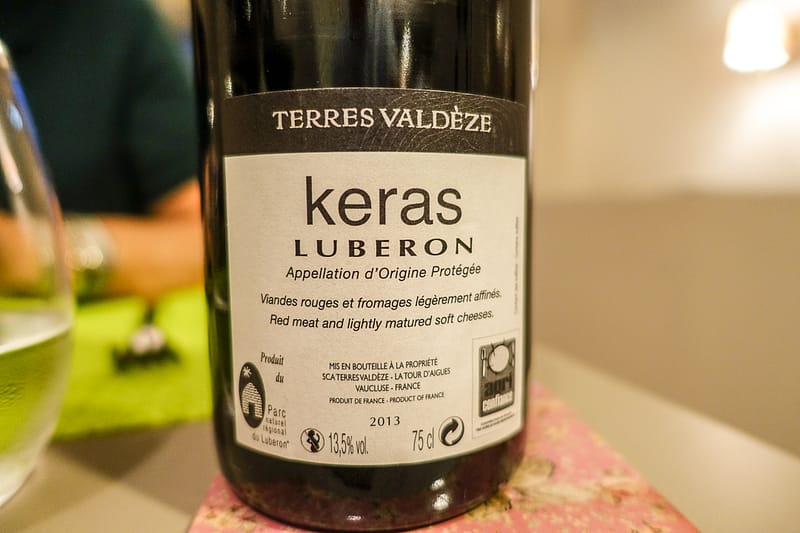 TERRES VALDÈZE
keras
LUBERON
Appellation d'Origine Protégée
Viandes rouges et fromages légèrement affinés.
Red meat and lightly matured soft cheeses.
Produit
du
Parc
naturel
régional
du Luberon
MIS EN BOUTEILLE À LA PROPRIÉTÉ
SCA TERRES VALDÈZE - LA TOUR D'AIGUES
VAUCLUSE - FRANCE
PRODUIT DE FRANCE - PRODUCT OF FRANCE
2013
13,5% vol.
75 cl
agri
confiance